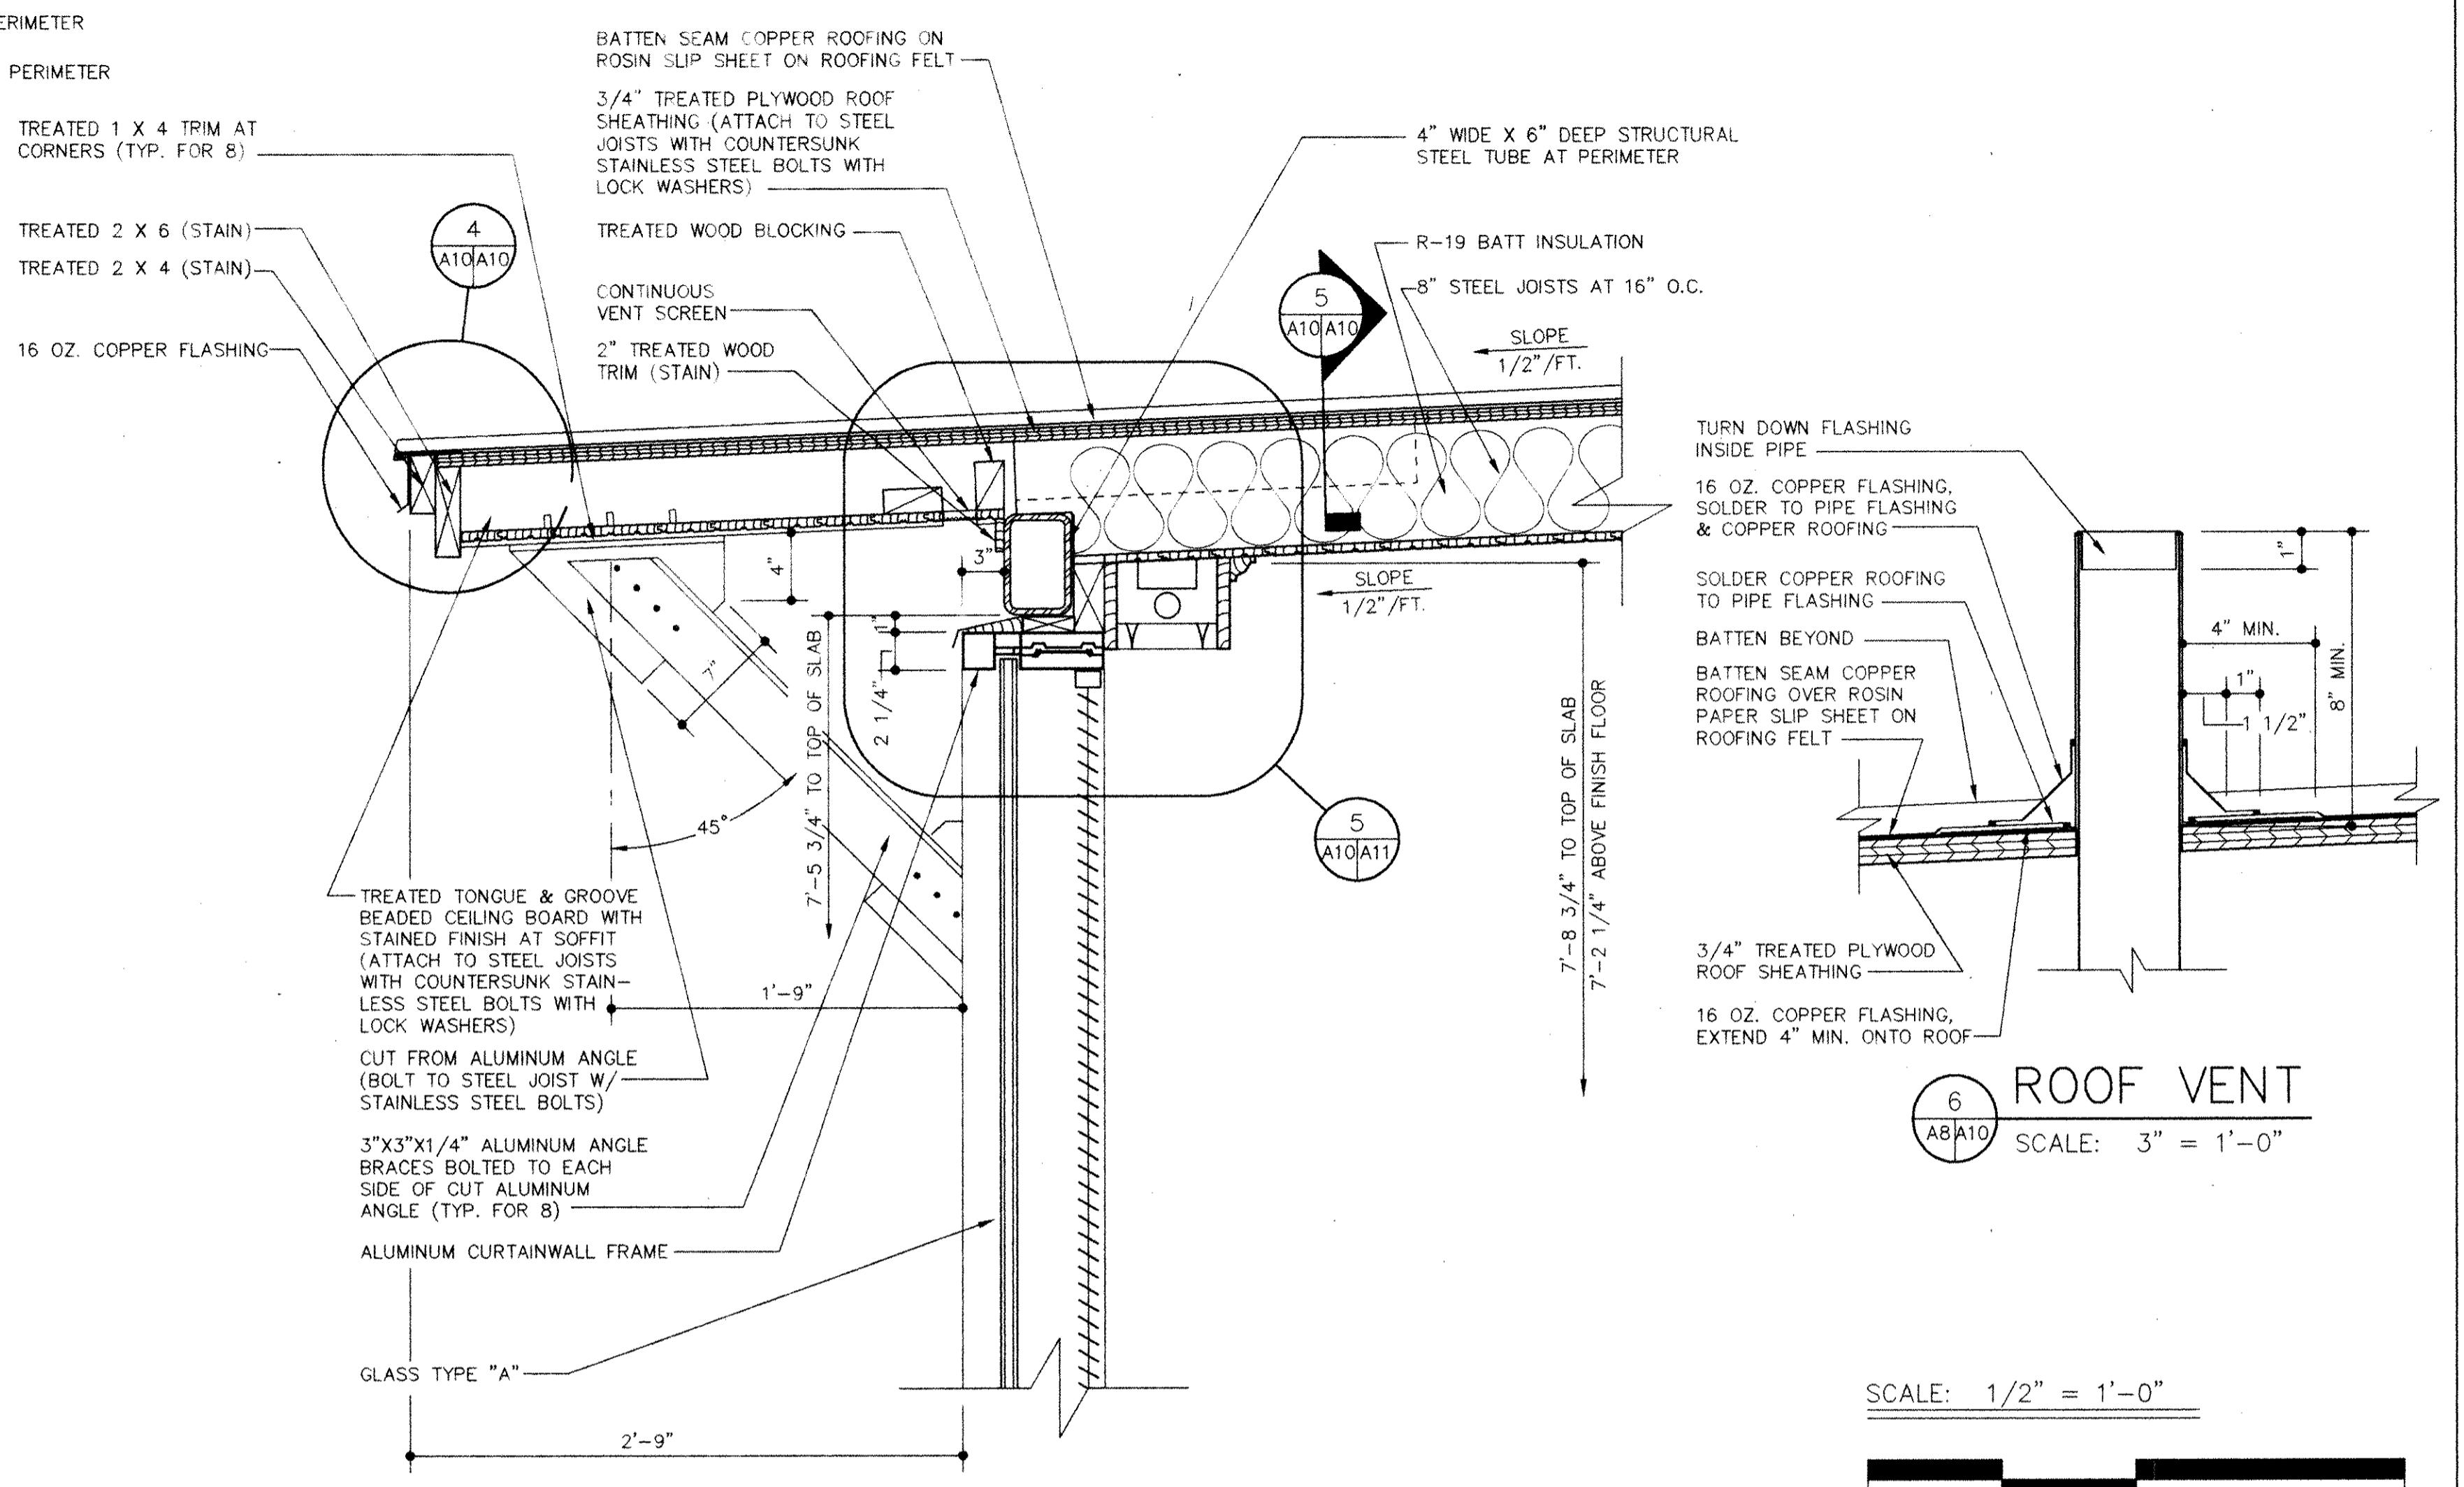 PERIMETER
PERIMETER
TREATED 1 X 4 TRIM AT
CORNERS (TYP. FOR 8)
TREATED 2 X 6 (STAIN)
TREATED 2 X 4 (STAIN)
16 OZ. COPPER FLASHING
4
A10 A10
BATTEN SEAM COPPER ROOFING ON
ROSIN SLIP SHEET ON ROOFING FELT
3/4" TREATED PLYWOOD ROOF
SHEATHING (ATTACH TO STEEL
JOISTS WITH COUNTERSUNK
STAINLESS STEEL BOLTS WITH
LOCK WASHERS)
TREATED WOOD BLOCKING
CONTINUOUS
VENT SCREEN
2" TREATED WOOD
TRIM (STAIN)
4" WIDE X 6" DEEP STRUCTURAL
STEEL TUBE AT PERIMETER
R-19 BATT INSULATION
8" STEEL JOISTS AT 16" O.C.
5
A10 A10
SLOPE
1/2"/FT.
3"
4"
SLOPE
1/2"/FT.
1"
2 1/4"
7"
7'-5 3/4" TO TOP OF SLAB
45°
7'-8 3/4" TO TOP OF SLAB
7'-2 1/4" ABOVE FINISH FLOOR
5
A10 A11
TREATED TONGUE & GROOVE
BEADED CEILING BOARD WITH
STAINED FINISH AT SOFFIT
(ATTACH TO STEEL JOISTS
WITH COUNTERSUNK STAIN-
LESS STEEL BOLTS WITH
LOCK WASHERS)
1'-9"
CUT FROM ALUMINUM ANGLE
(BOLT TO STEEL JOIST W/
STAINLESS STEEL BOLTS)
3"X3"X1/4" ALUMINUM ANGLE
BRACES BOLTED TO EACH
SIDE OF CUT ALUMINUM
ANGLE (TYP. FOR 8)
ALUMINUM CURTAINWALL FRAME
GLASS TYPE "A"
2'-9"
TURN DOWN FLASHING
INSIDE PIPE
16 OZ. COPPER FLASHING,
SOLDER TO PIPE FLASHING
& COPPER ROOFING
SOLDER COPPER ROOFING
TO PIPE FLASHING
BATTEN BEYOND
BATTEN SEAM COPPER
ROOFING OVER ROSIN
PAPER SLIP SHEET ON
ROOFING FELT
1"
4" MIN.
1"
1 1/2"
8" MIN.
3/4" TREATED PLYWOOD
ROOF SHEATHING
16 OZ. COPPER FLASHING,
EXTEND 4" MIN. ONTO ROOF
6
A8 A10
ROOF VENT
SCALE: 3" = 1'-0"
SCALE: 1/2" = 1'-0"